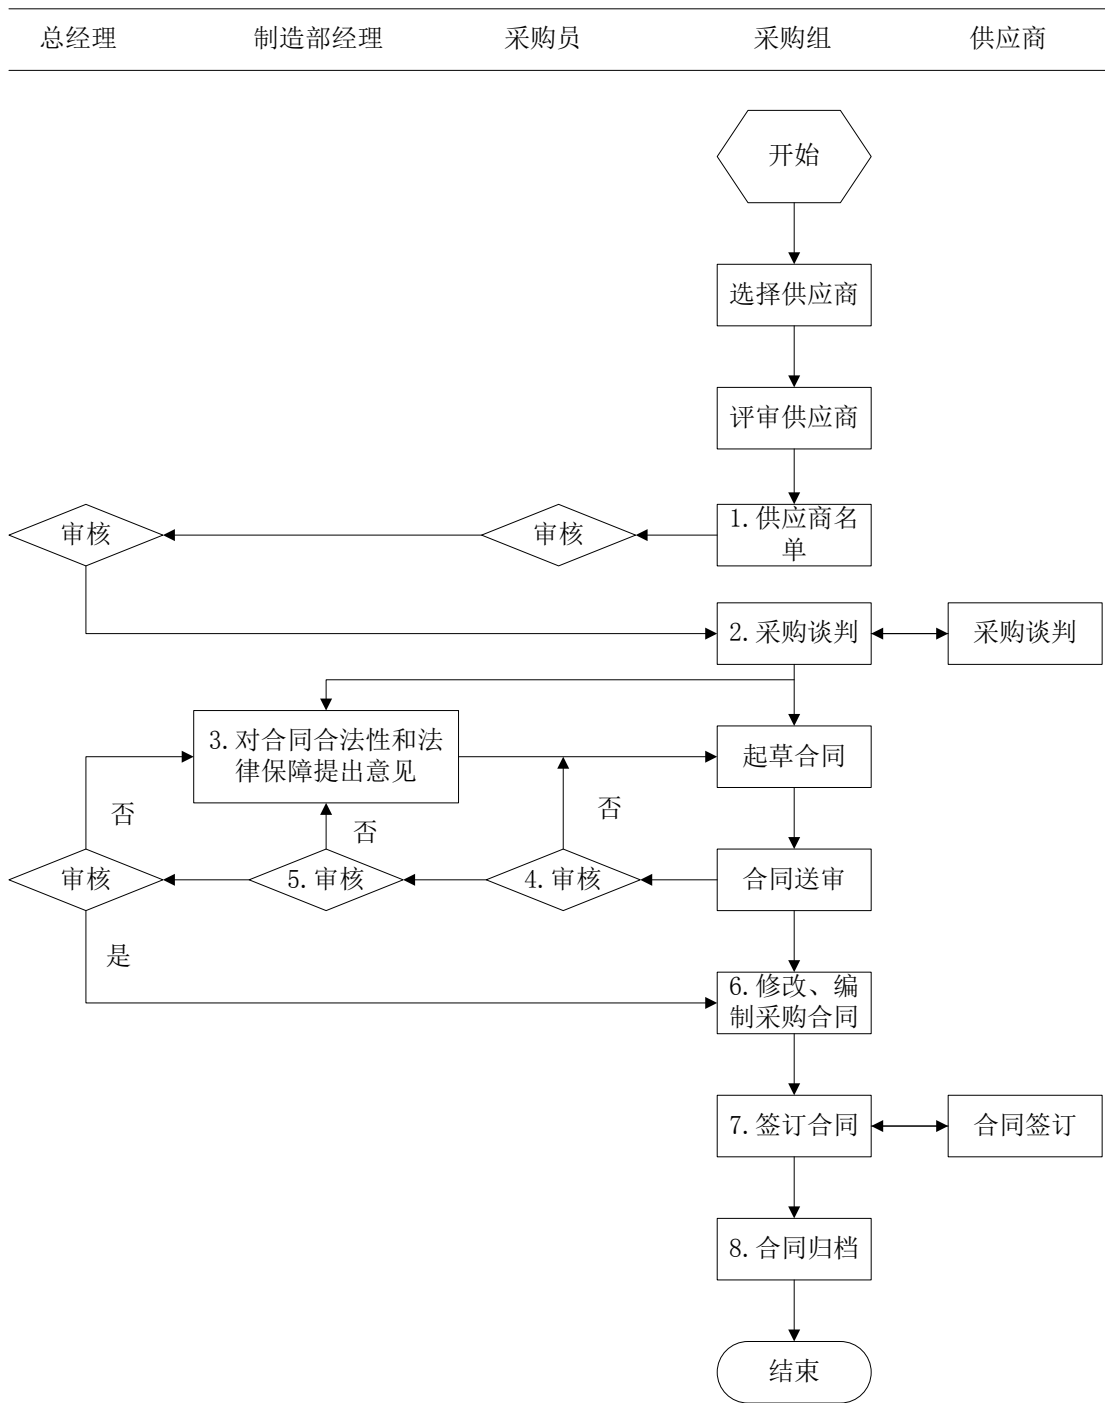 总经理
制造部经理
采购员
采购组
供应商
开始
选择供应商
评审供应商
审核
审核
1.供应商名
单
2.采购谈判
采购谈判
3.对合同合法性和法
律保障提出意见
起草合同
否
否
否
审核
5.审核
4.审核
合同送审
是
6.修改、编
制采购合同
7.签订合同
合同签订
8.合同归档
结束